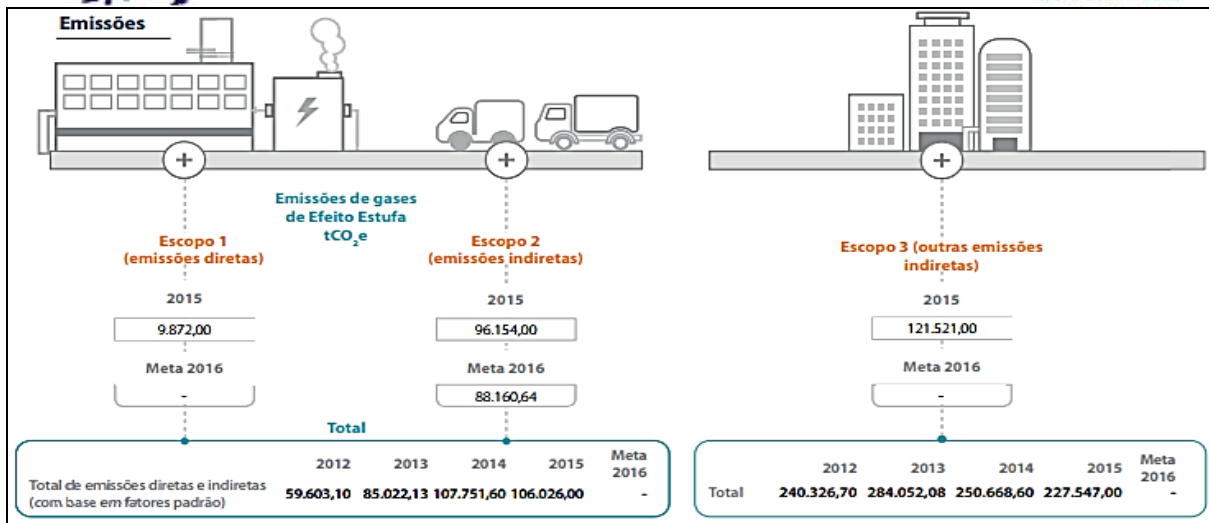 Emissões
Emissões de gases
de Efeito Estufa
tCO₂e
Escopo 1
(emissões diretas)
2015
9.872,00
Meta 2016
-
Escopo 2
(emissões indiretas)
2015
96.154,00
Meta 2016
88.160,64
Escopo 3 (outras emissões
indiretas)
2015
121.521,00
Meta 2016
-
Total
2012 2013 2014 2015 Meta
2016
Total de emissões diretas e indiretas
(com base em fatores padrão)
59.603,10 85.022,13 107.751,60 106.026,00 -
2012 2013 2014 2015 Meta
2016
Total 240.326,70 284.052,08 250.668,60 227.547,00 -